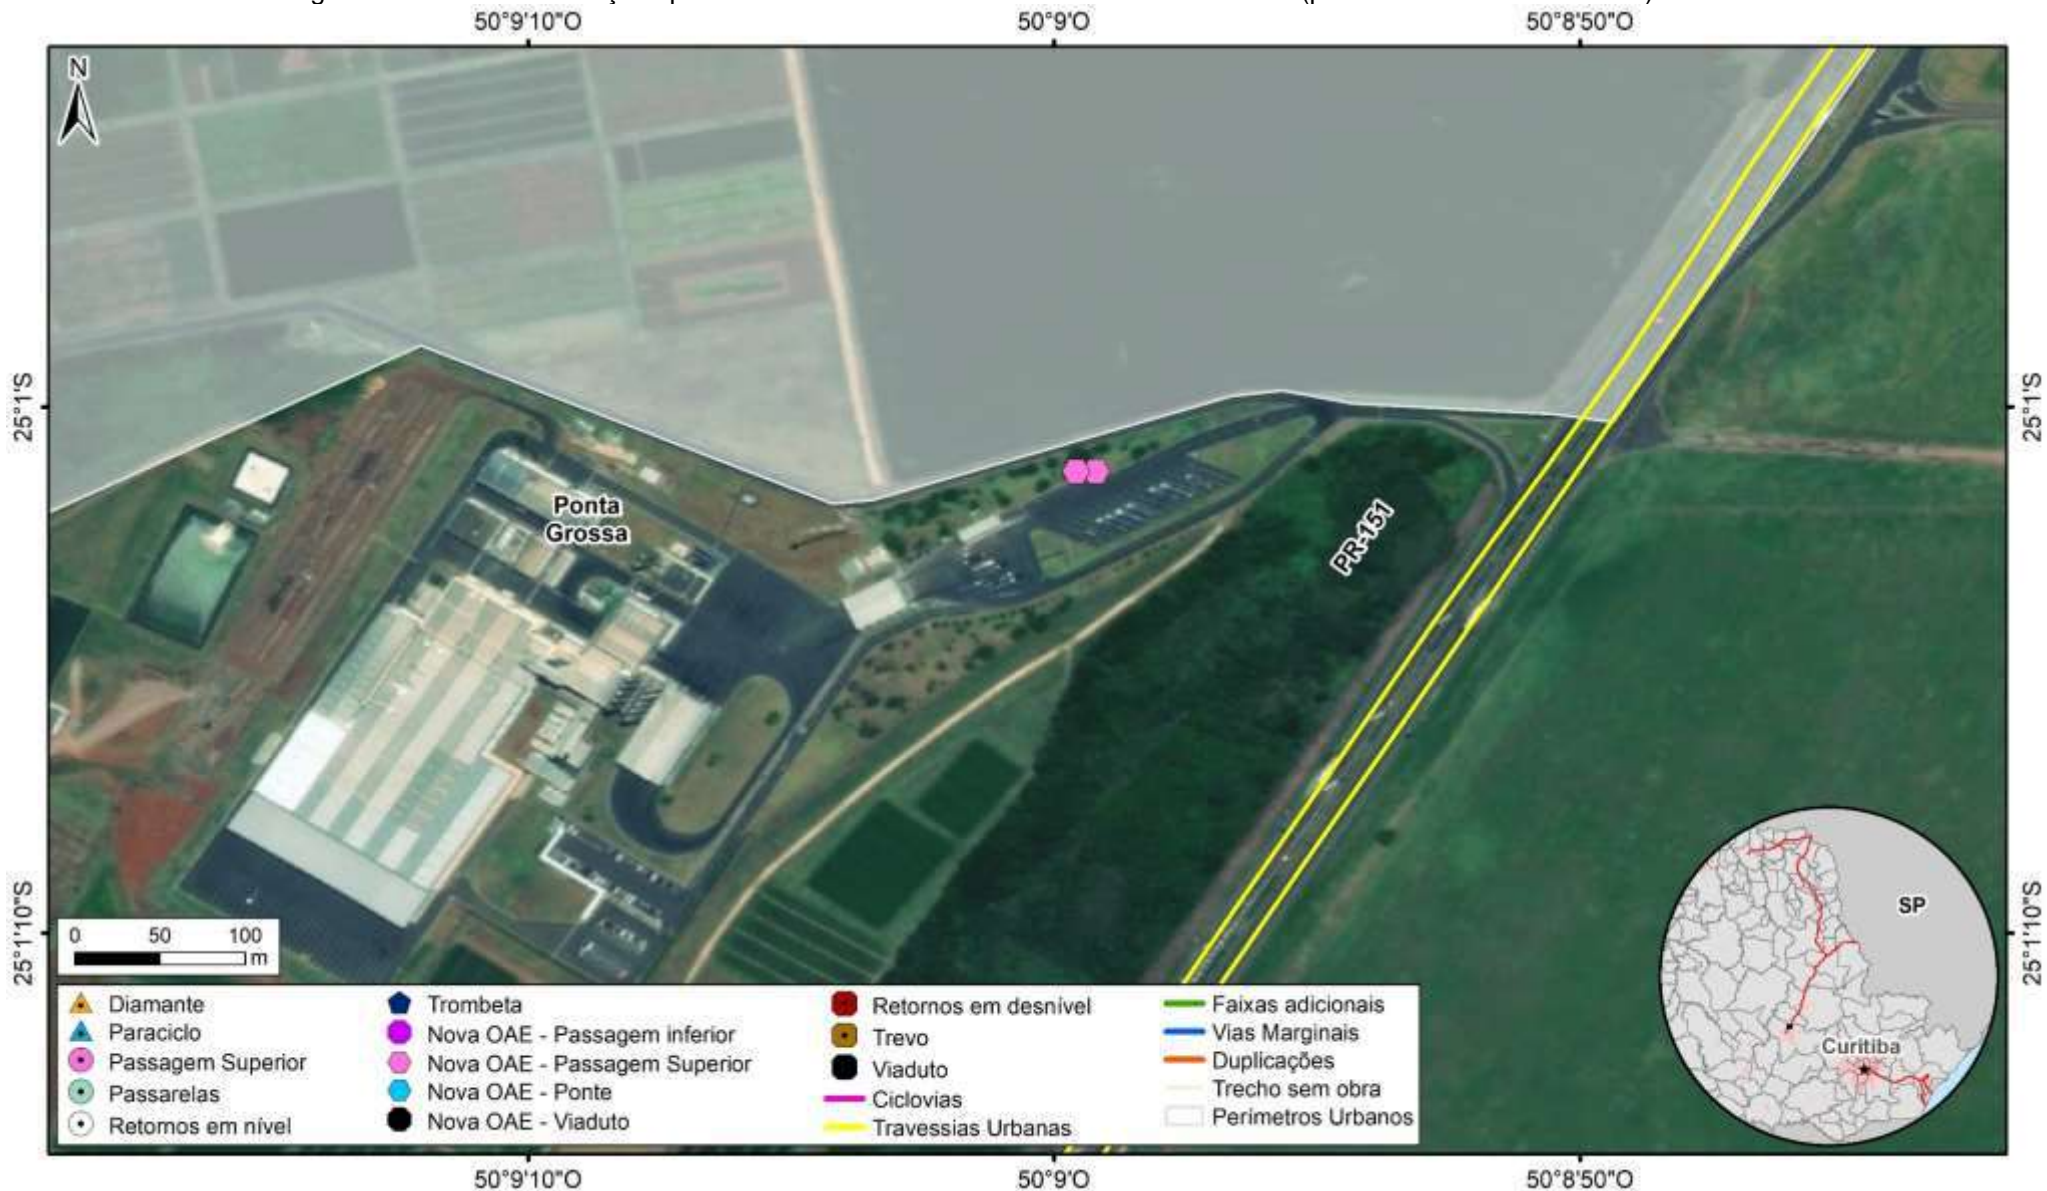 50°9'10"O
50°9'O
50°8'50"O
N
25°1'S
25°1'S
Ponta
Grossa
PR-151
25°1'10"S
25°1'10"S
0 50 100
m
SP
Curitiba
Diamante
Paraciclo
Passagem Superior
Passarelas
Retornos em nível
Trombeta
Nova OAE - Passagem inferior
Nova OAE - Passagem Superior
Nova OAE - Ponte
Nova OAE - Viaduto
Retornos em desnível
Trevo
Viaduto
Ciclovias
Travessias Urbanas
Faixas adicionais
Vias Marginais
Duplicações
Trecho sem obra
Perímetros Urbanos
50°9'10"O
50°9'O
50°8'50"O